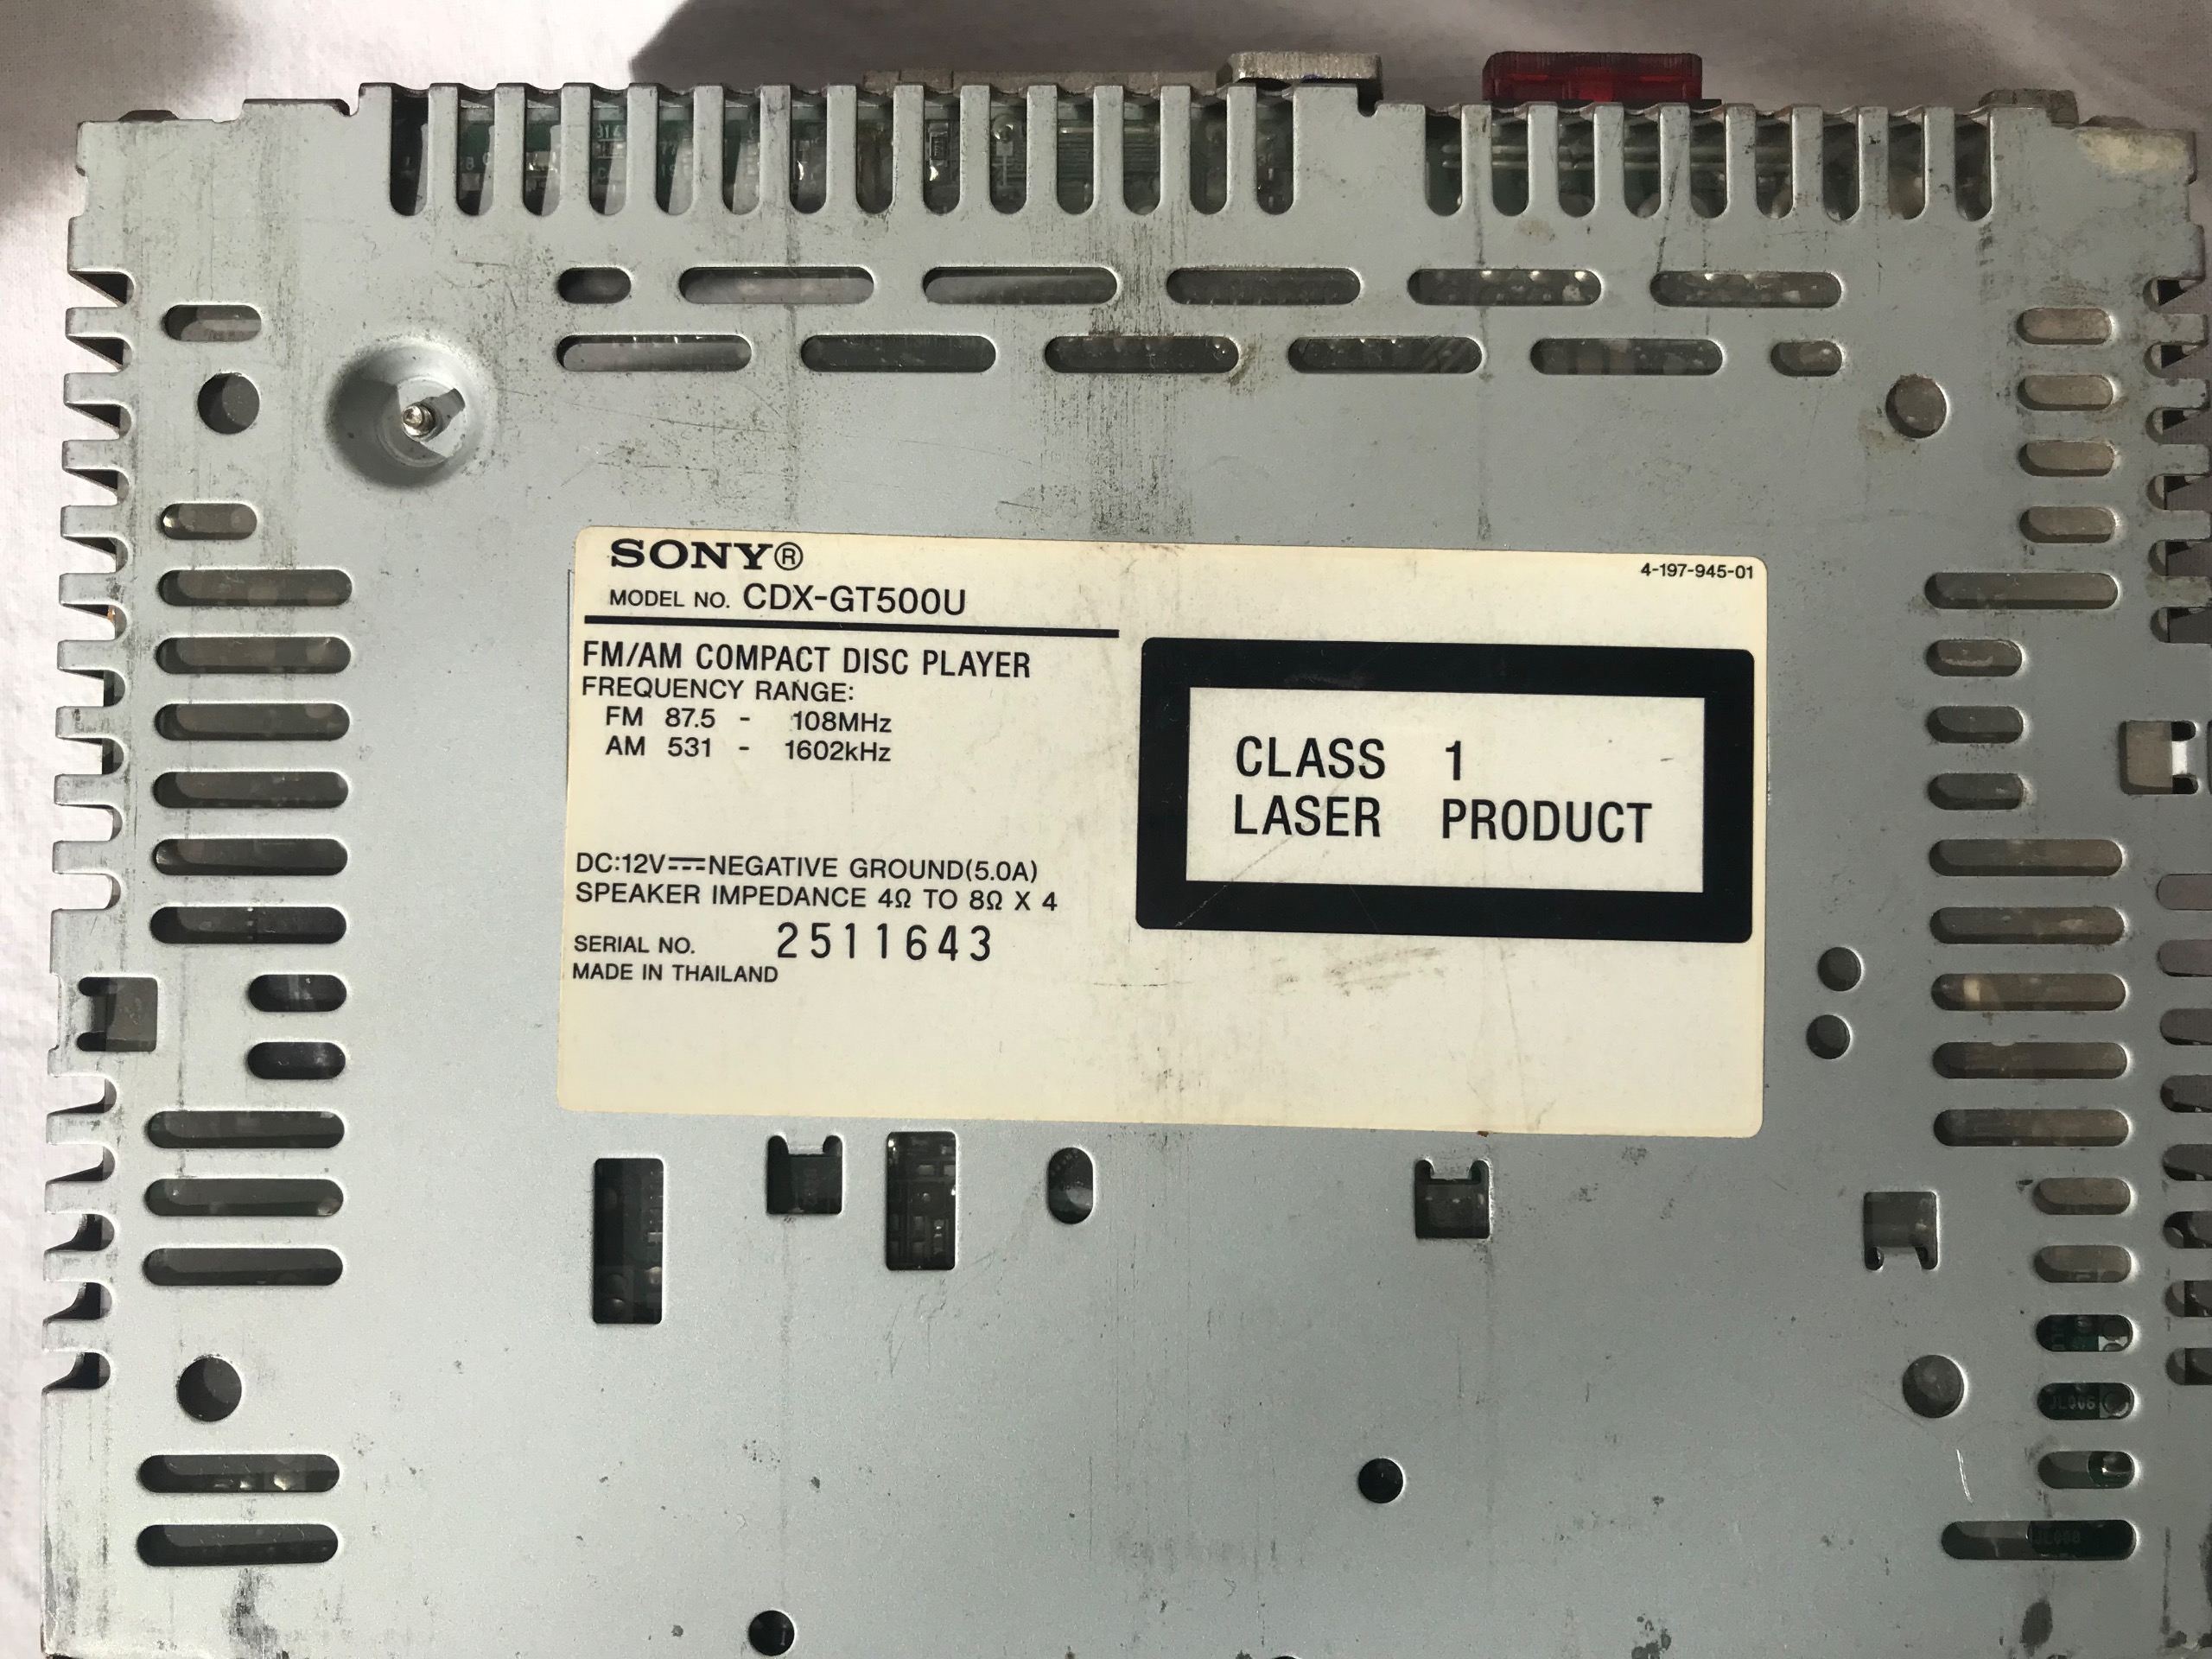 SONY®
4-197-945-01
MODEL NO. CDX-GT500U
FM/AM COMPACT DISC PLAYER
FREQUENCY RANGE:
FM 87.5 - 108MHz
AM 531 - 1602kHz
CLASS 1
LASER PRODUCT
DC:12V⎓NEGATIVE GROUND(5.0A)
SPEAKER IMPEDANCE 4Ω TO 8Ω X 4
SERIAL NO. 2511643
MADE IN THAILAND
JL006
JL008